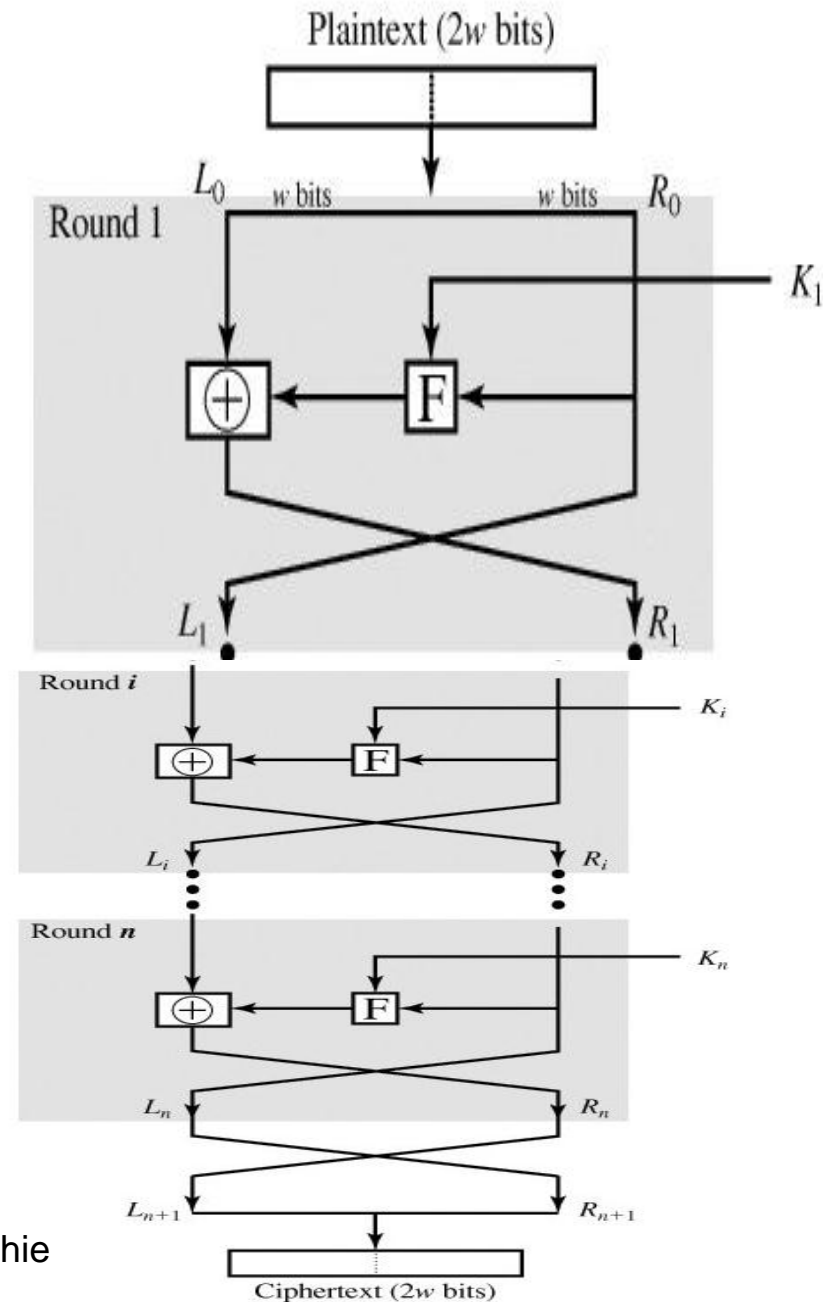 Plaintext (2w bits)
L0 w bits w bits R0
Round 1
K1
+ F
L1 R1
Round i
Ki
+ F
Li Ri
Round n
Kn
+ F
Ln Rn
Ln+1 Rn+1
hie
Ciphertext (2w bits)